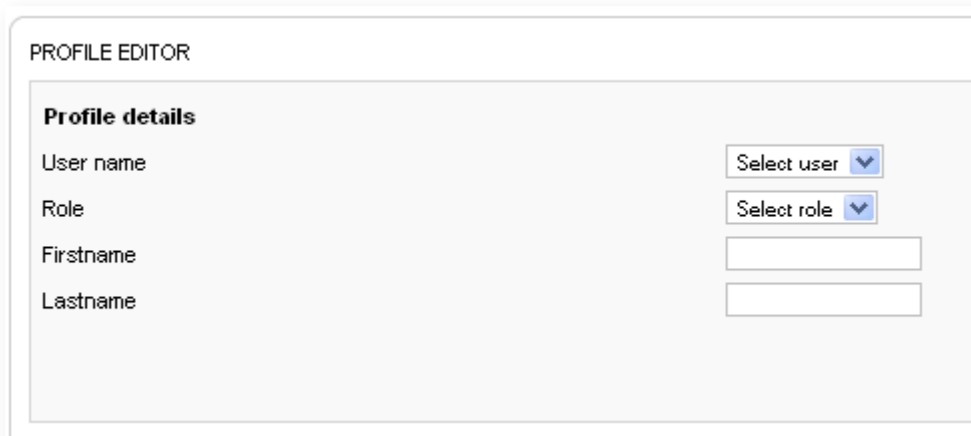 PROFILE EDITOR
Profile details
User name Select user
Role Select role
Firstname
Lastname